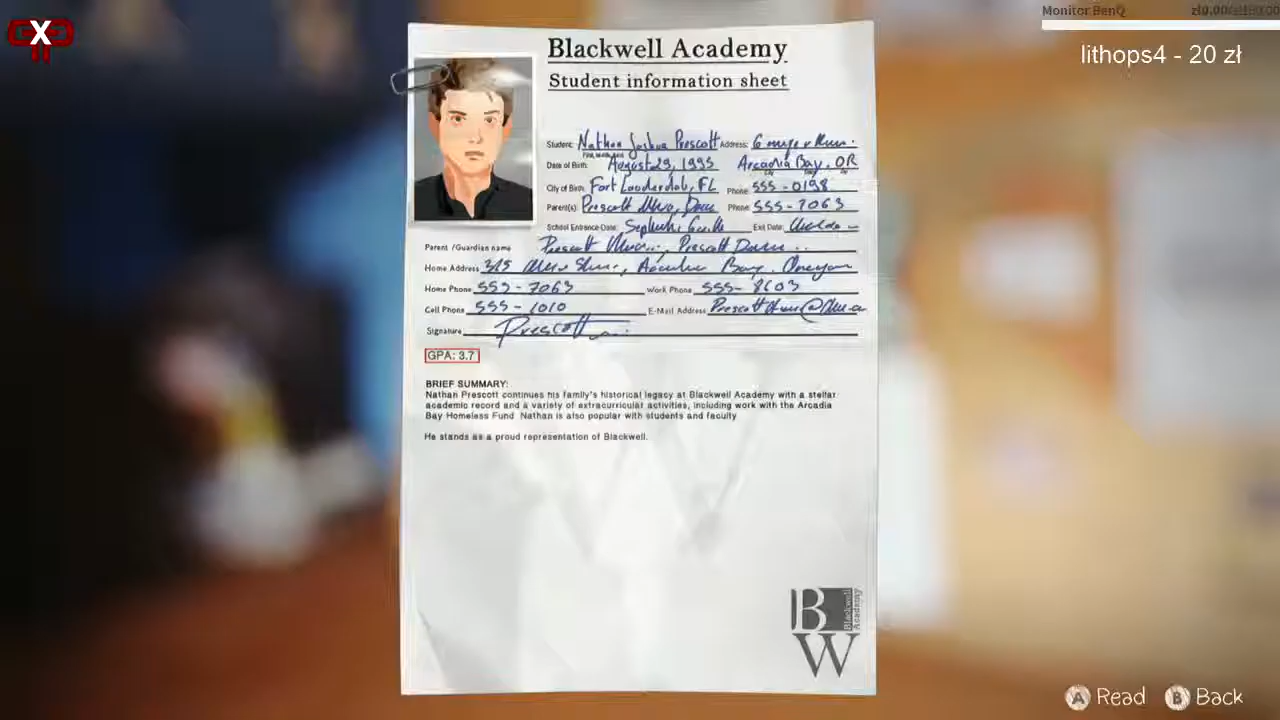 Monitor BenQ
lithops4 - 20 zł
Blackwell Academy
Student information sheet
Student: Nathan Joshua Prescott Address:
Date of Birth: August 29, 1995 Arcadia Bay, OR
City of Birth: Fort Lauderdale, FL Phone: 555-0198
Parent(s): Prescott Phone: 555-7063
School Entrance Date: Exit Date:
Parent /Guardian name Prescott Prescott
Home Address 315 Bay,
Home Phone 555-7063 Work Phone 555-8603
Cell Phone 555-1010 E-Mail Address
Signature Prescott
GPA: 3.7
BRIEF SUMMARY:
Nathan Prescott continues his family's historical legacy at Blackwell Academy with a stellar
academic record and a variety of extracurricular activities, including work with the Arcadia
Bay Homeless Fund. Nathan is also popular with students and faculty
He stands as a proud representation of Blackwell.
BW
Blackwell
Academy
A Read B Back